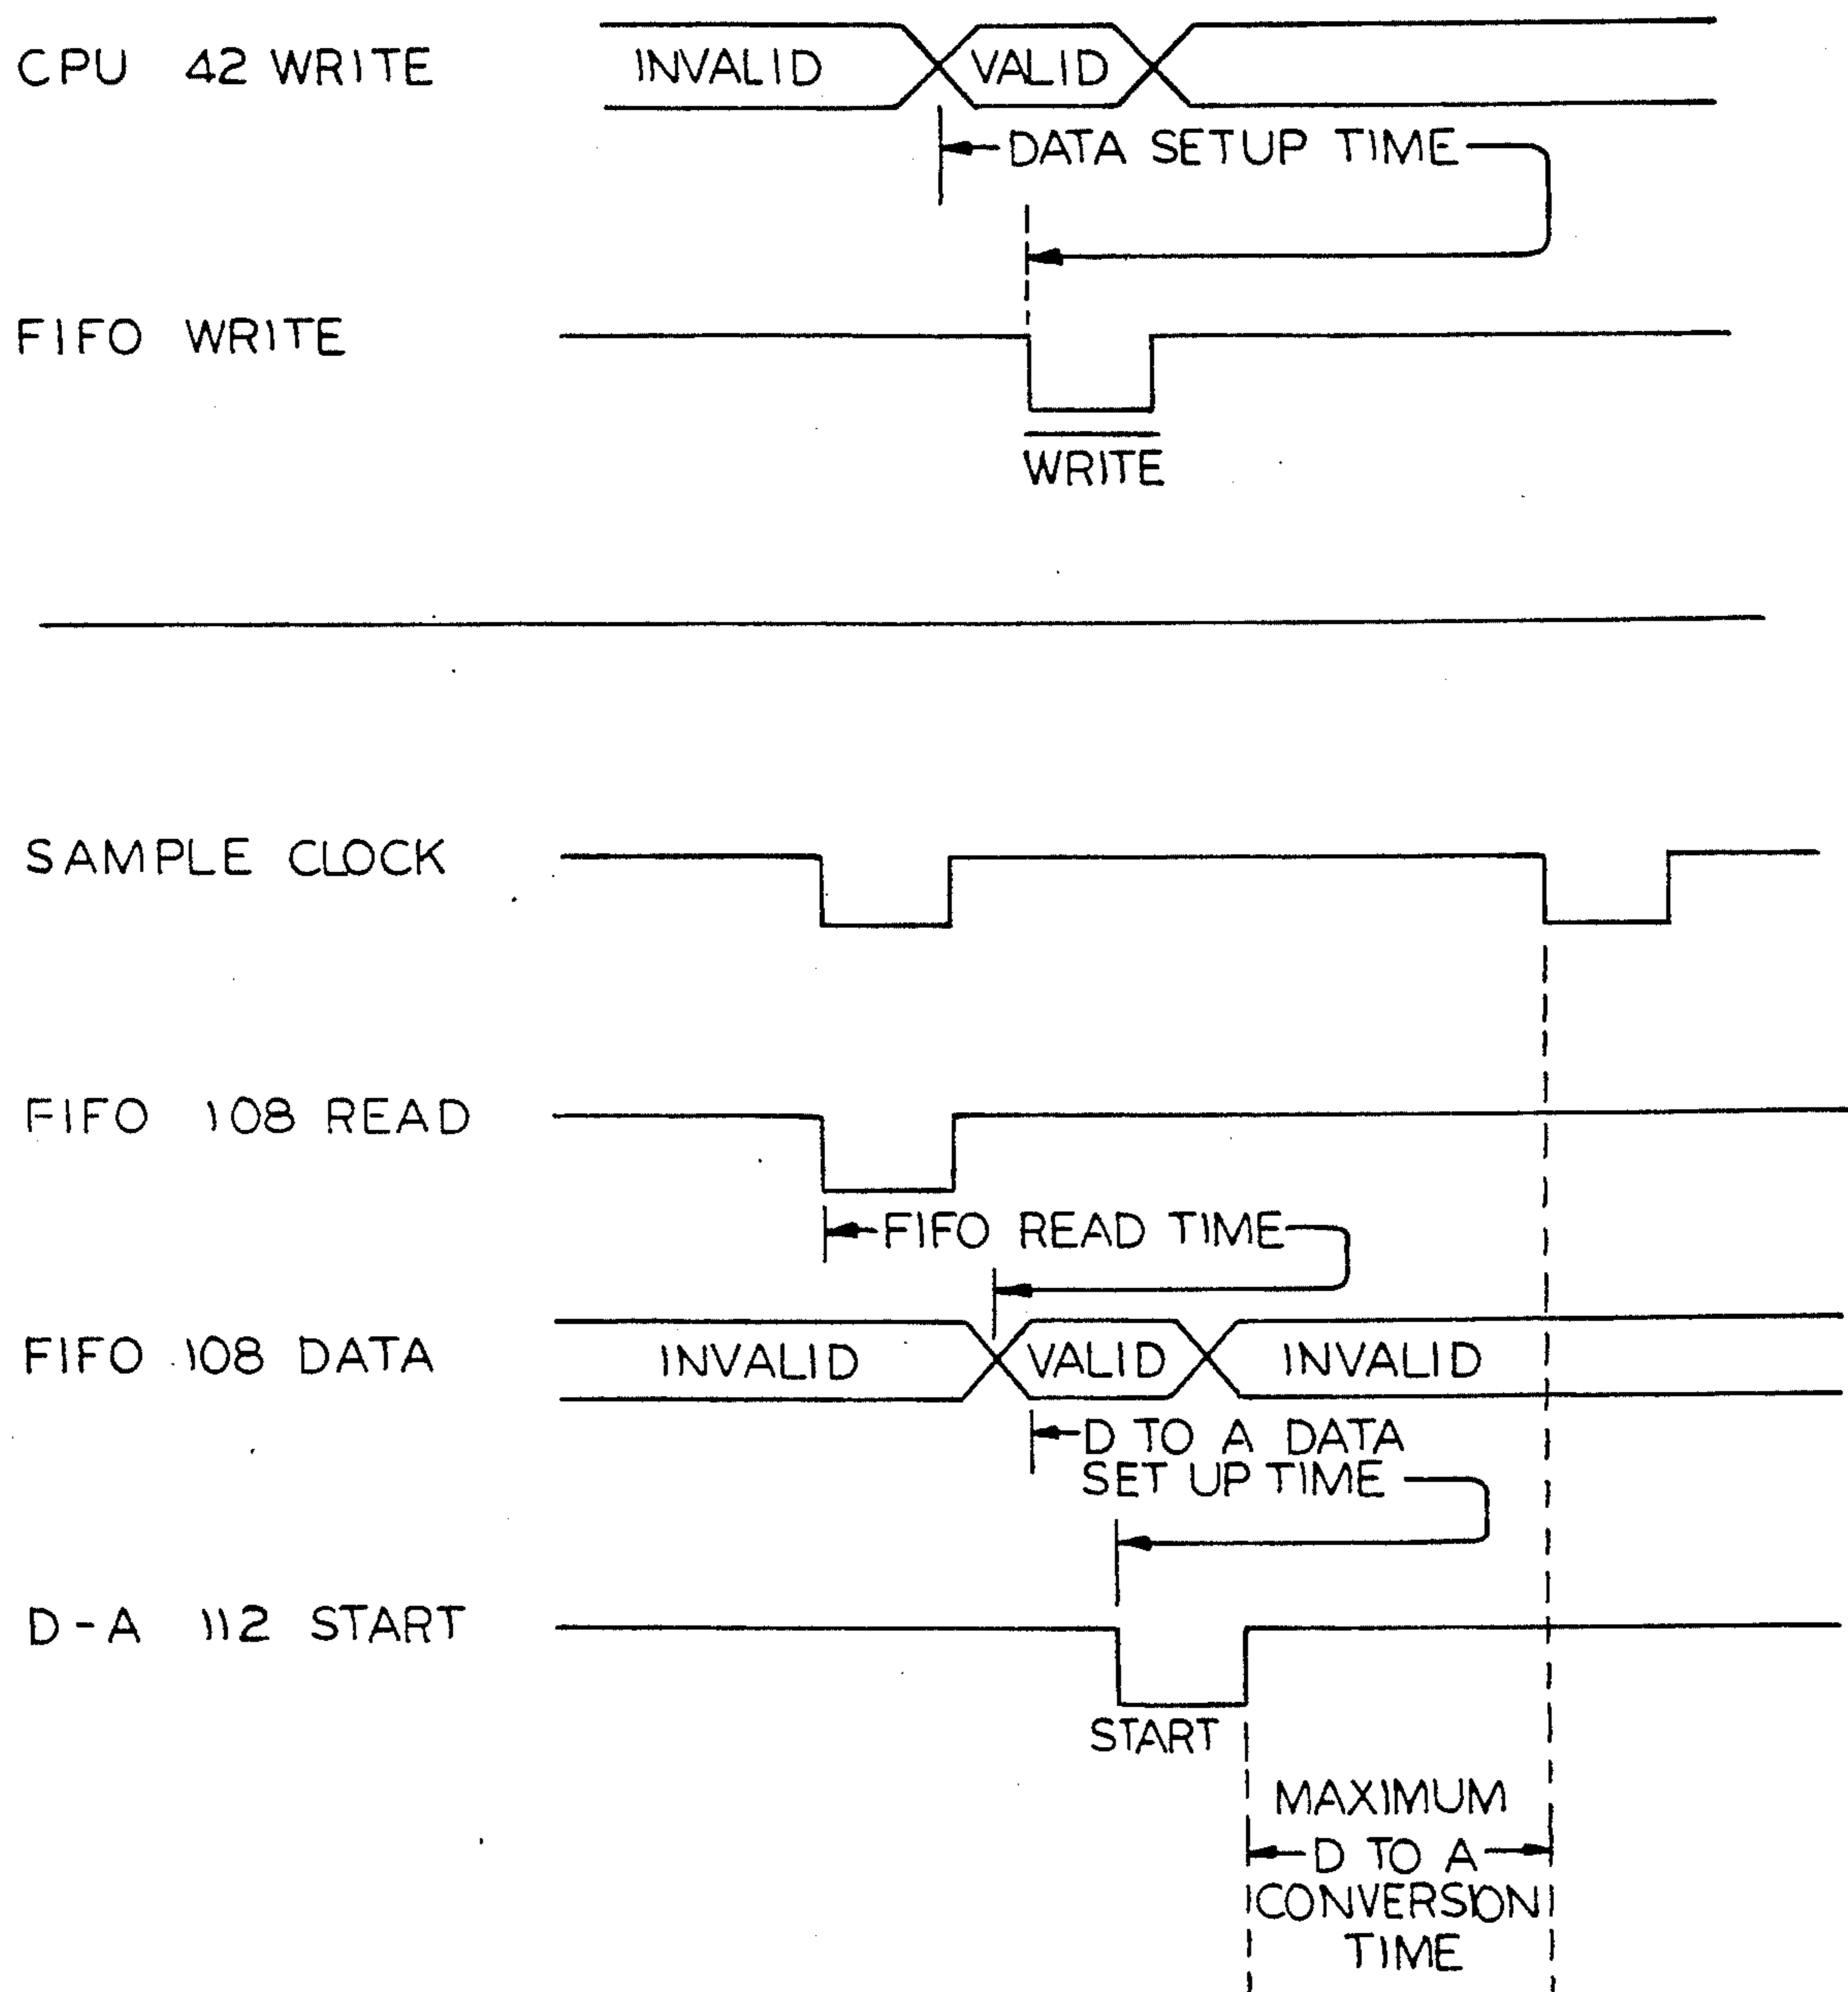 CPU 42 WRITE
INVALID
VALID
DATA SETUP TIME
FIFO WRITE
WRITE
SAMPLE CLOCK
FIFO 108 READ
FIFO READ TIME
FIFO 108 DATA
INVALID
VALID
INVALID
D TO A DATA
SET UP TIME
D-A 112 START
START
MAXIMUM
D TO A
CONVERSION
TIME